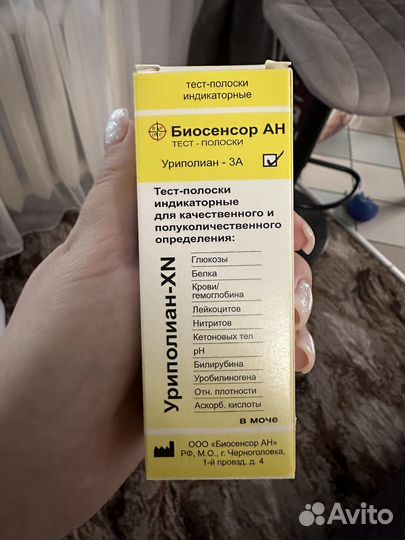 тест-полоски
индикаторные
Биосенсор АН
ТЕСТ - ПОЛОСКИ
Уриполиан - 3А
Тест-полоски
индикаторные
для качественного и
полуколичественного
определения:
Уриполиан-XN
Глюкозы
Белка
Крови/
гемоглобина
Лейкоцитов
Нитритов
Кетоновых тел
pH
Билирубина
Уробилиногена
Отн. плотности
Аскорб. кислоты
в моче
ООО «Биосенсор АН»
РФ, М.О., г. Черноголовка,
1-й проезд, д. 4
Avito